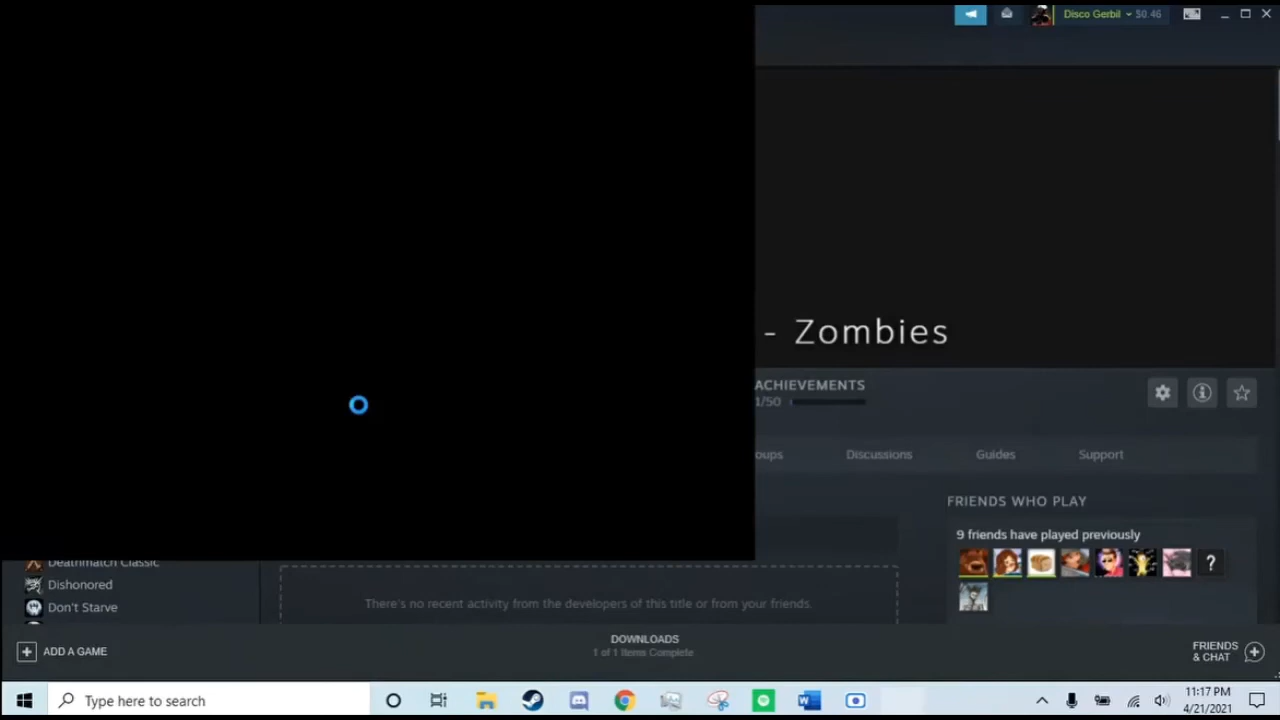 Disco Gerbil $0.46
- Zombies
ACHIEVEMENTS
1/50
oups Discussions Guides Support
FRIENDS WHO PLAY
9 friends have played previously
?
Deathmatch Classic
Dishonored
Don't Starve
There's no recent activity from the developers of this title or from your friends.
ADD A GAME
DOWNLOADS
1 of 1 Items Complete
FRIENDS
& CHAT
Type here to search
11:17 PM
4/21/2021